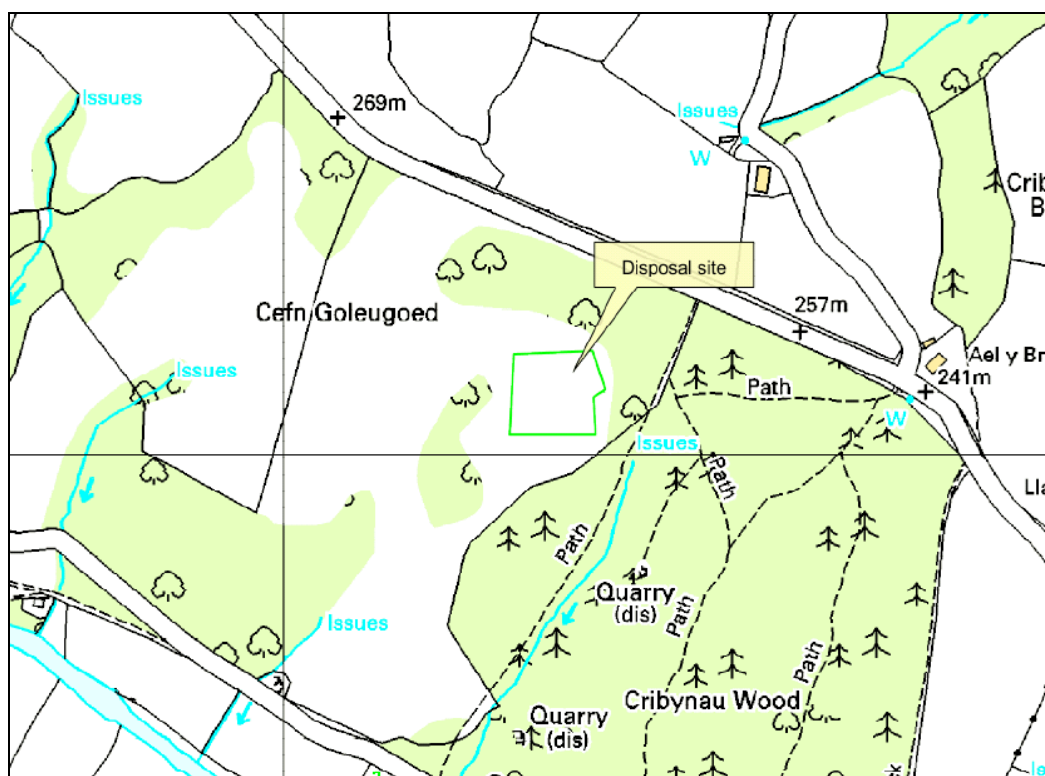 Issues
269m
Issues
W
Crib
B
Disposal site
Cefn Goleugoed
257m
Ael y Br
241m
Issues
Path
W
Issues
Path
Lla
Path
Quarry
(dis)
Path
Issues
Path
Cribynau Wood
Quarry
(dis)